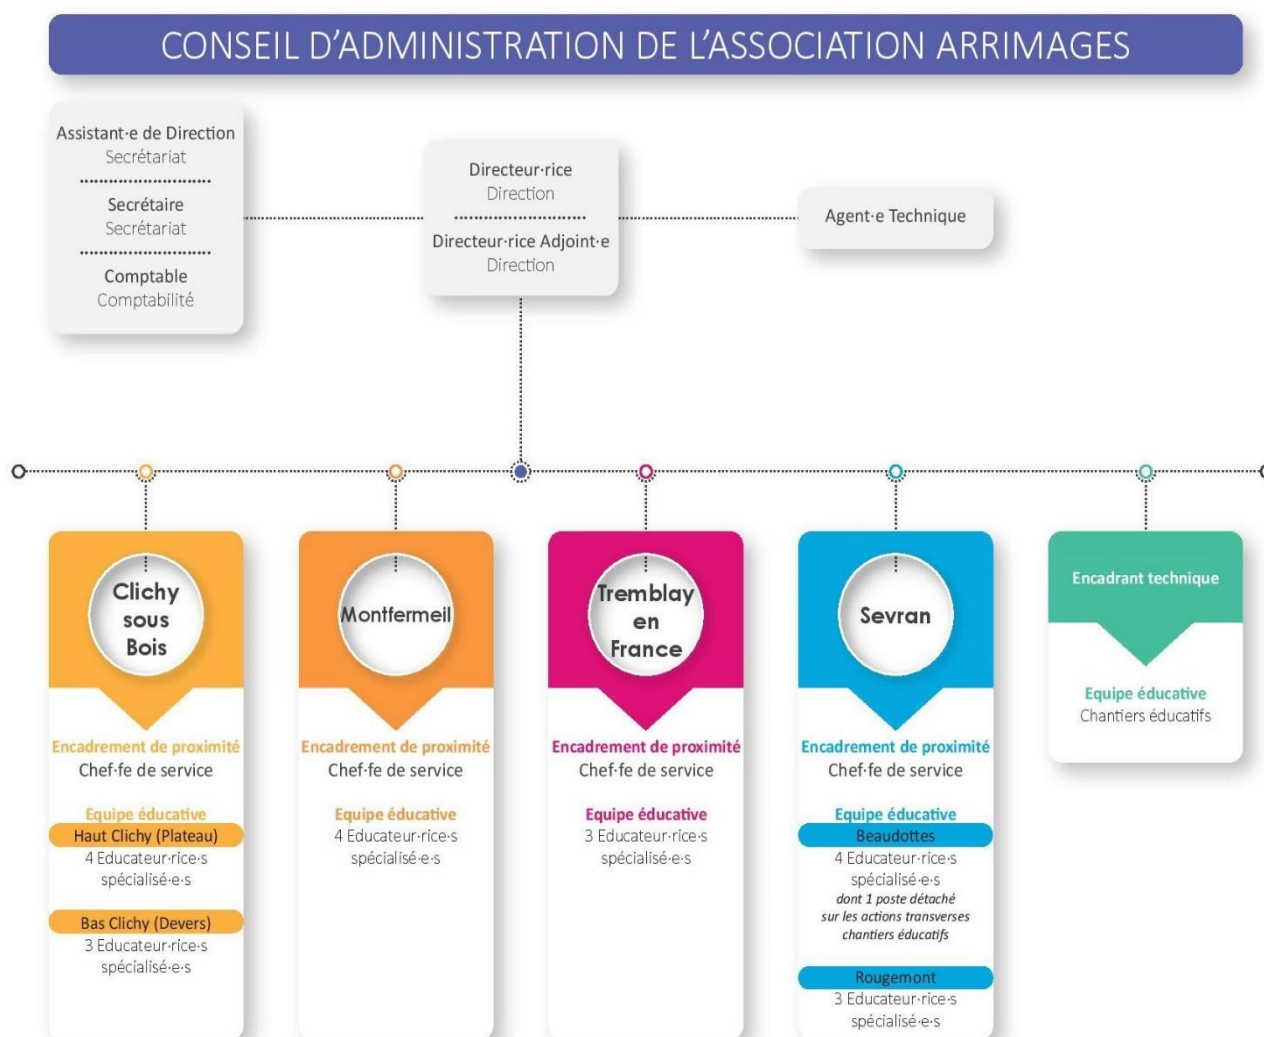 CONSEIL D'ADMINISTRATION DE L'ASSOCIATION ARRIMAGES
Assistant·e de Direction
Secrétariat
Secrétaire
Secrétariat
Comptable
Comptabilité
Directeur·rice
Direction
Directeur·rice Adjoint·e
Direction
Agent·e Technique
Clichy
sous
Bois
Encadrement de proximité
Chef·fe de service
Equipe éducative
Haut Clichy (Plateau)
4 Educateur·rice·s
spécialisé·e·s
Bas Clichy (Devers)
3 Educateur·rice·s
spécialisé·e·s
Montfermeil
Encadrement de proximité
Chef·fe de service
Equipe éducative
4 Educateur·rice·s
spécialisé·e·s
Tremblay
en
France
Encadrement de proximité
Chef·fe de service
Equipe éducative
3 Educateur·rice·s
spécialisé·e·s
Sevran
Encadrement de proximité
Chef·fe de service
Equipe éducative
Beaudottes
4 Educateur·rice·s
spécialisé·e·s
dont 1 poste détaché
sur les actions transverses
chantiers éducatifs
Rougemont
3 Educateur·rice·s
spécialisé·e·s
Encadrant technique
Equipe éducative
Chantiers éducatifs